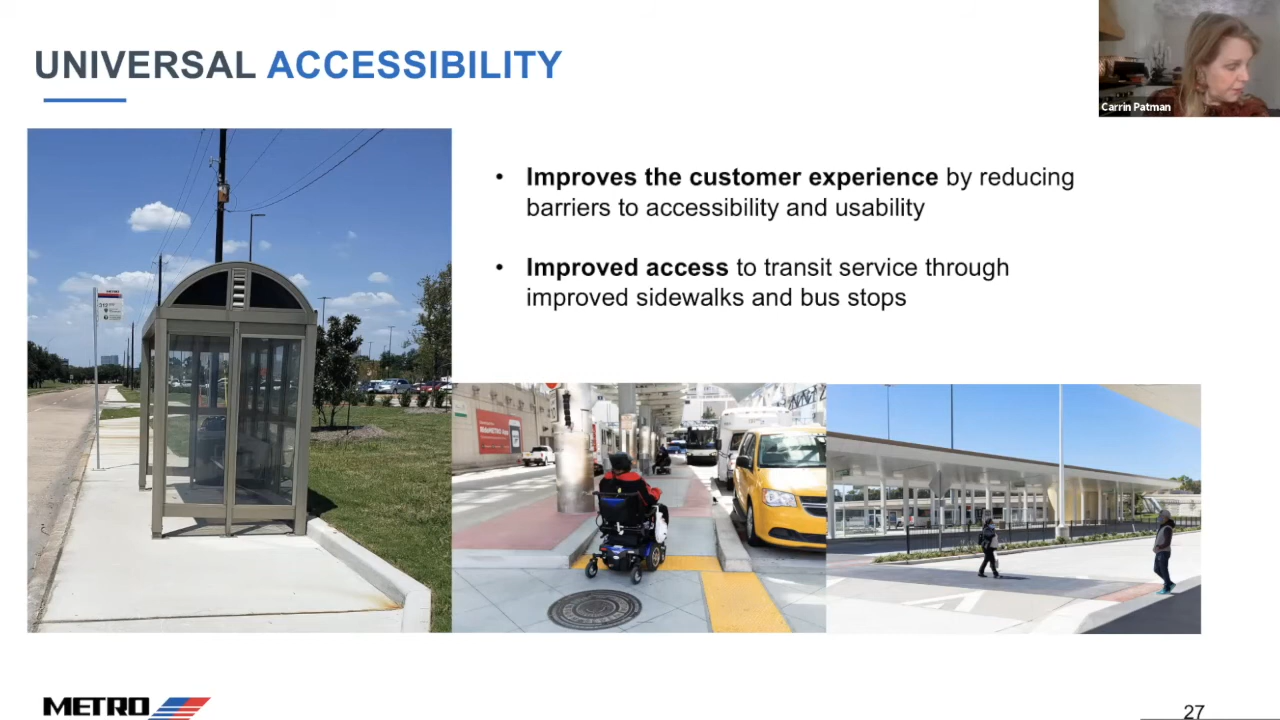 UNIVERSAL ACCESSIBILITY
Carrin Patman
• Improves the customer experience by reducing
barriers to accessibility and usability
• Improved access to transit service through
improved sidewalks and bus stops
METRO
27